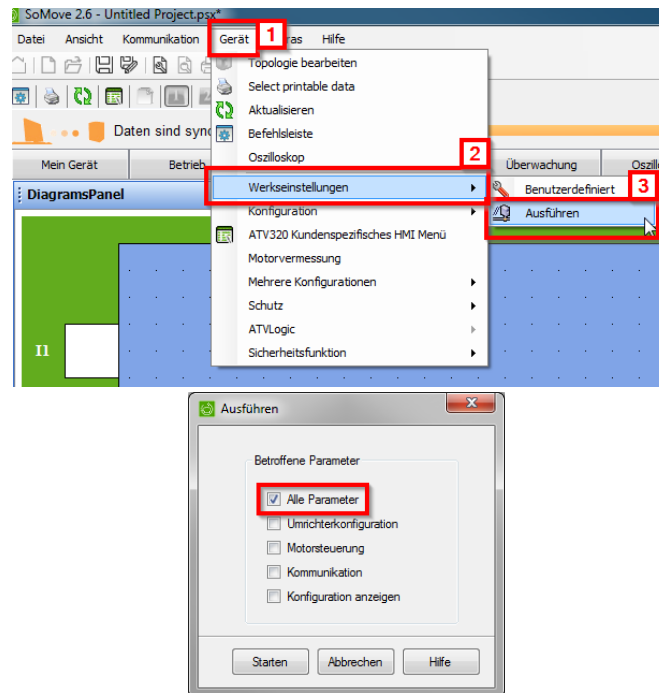 SoMove 2.6 - Untitled Project.psx*
Datei Ansicht Kommunikation Gerät 1 ras Hilfe
Topologie bearbeiten
Select printable data
Aktualisieren
Daten sind sync
Befehlsleiste
Oszilloskop
2
Mein Gerät Betrieb Überwachung Oszillo
Werkseinstellungen
Benutzerdefiniert 3
DiagramsPanel
Ausführen
Konfiguration
ATV320 Kundenspezifisches HMI Menü
Motorvermessung
Mehrere Konfigurationen
Schutz
ATVLogic
I1
Sicherheitsfunktion
Ausführen
Betroffene Parameter
Alle Parameter
Umrichterkonfiguration
Motorsteuerung
Kommunikation
Konfiguration anzeigen
Starten Abbrechen Hilfe